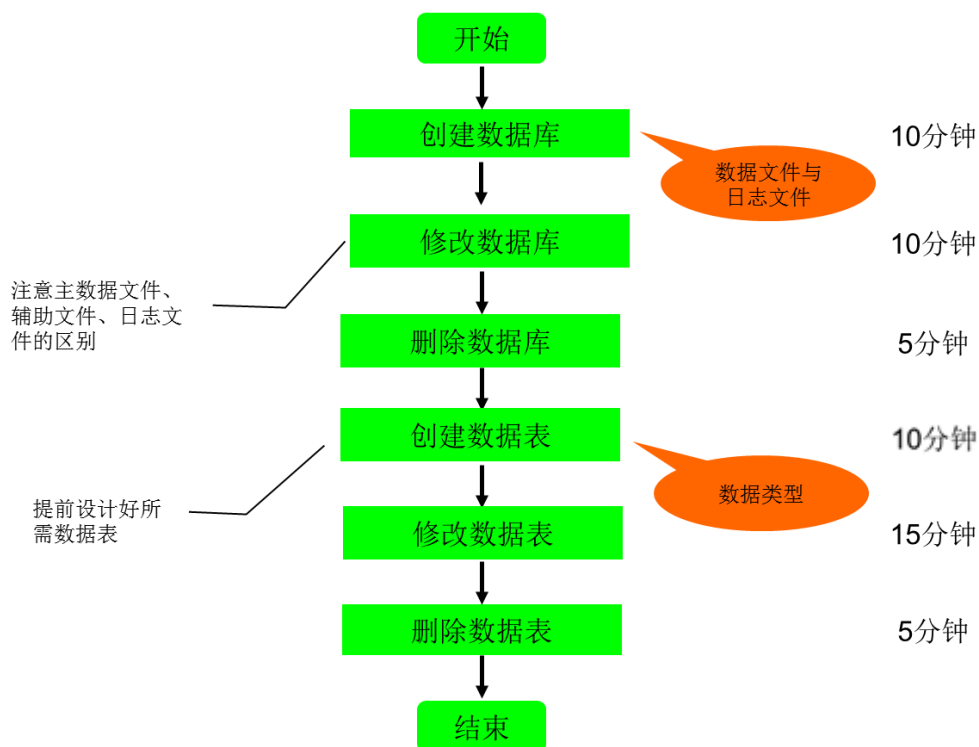 开始
创建数据库
10分钟
数据文件与
日志文件
修改数据库
10分钟
注意主数据文件、
辅助文件、日志文
件的区别
删除数据库
5分钟
创建数据表
10分钟
数据类型
提前设计好所
需数据表
修改数据表
15分钟
删除数据表
5分钟
结束